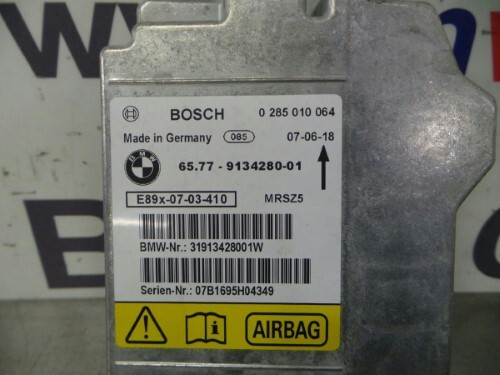 BOSCH 0 285 010 064
Made in Germany 085 07-06-18
BMW 65.77 - 9134280-01
E89x-07-03-410 MRSZ5
BMW-Nr.: 31913428001W
Serien-Nr.: 07B1695H04349
AIRBAG